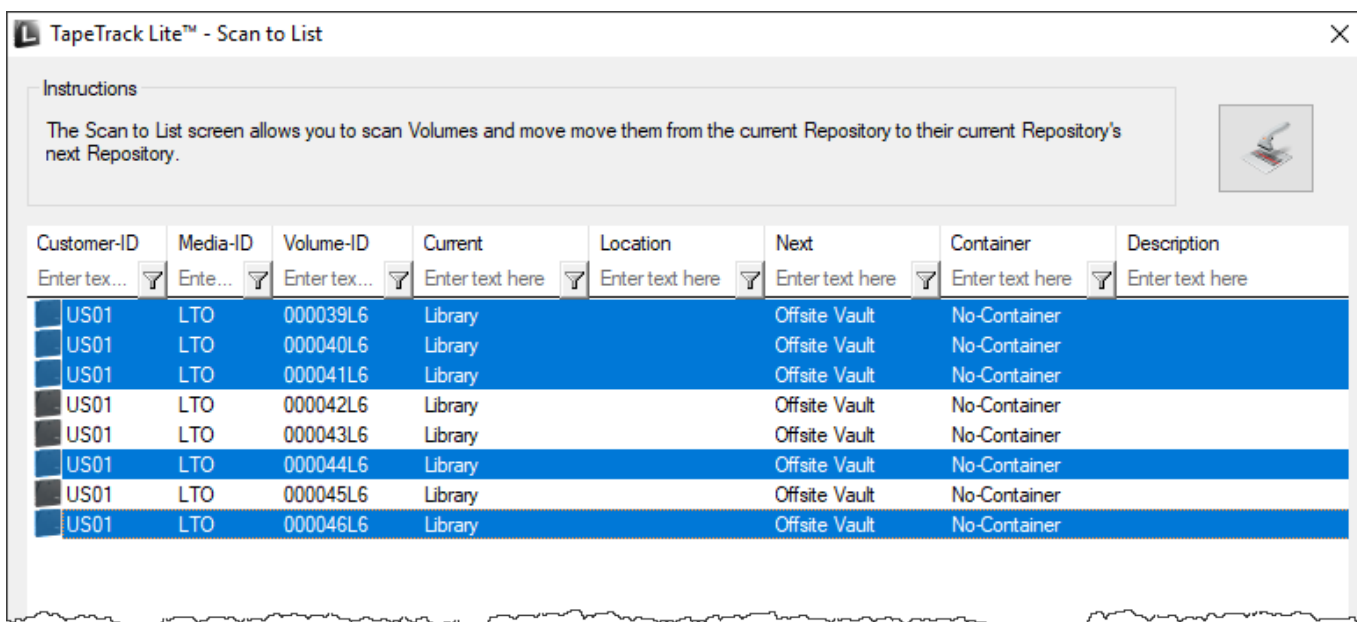 TapeTrack Lite™ - Scan to List
Instructions
The Scan to List screen allows you to scan Volumes and move move them from the current Repository to their current Repository's
next Repository.
Customer-ID Media-ID Volume-ID Current Location Next Container Description
Enter tex... Ente... Enter tex... Enter text here Enter text here Enter text here Enter text here Enter text here
US01 LTO 000039L6 Library Offsite Vault No-Container
US01 LTO 000040L6 Library Offsite Vault No-Container
US01 LTO 000041L6 Library Offsite Vault No-Container
US01 LTO 000042L6 Library Offsite Vault No-Container
US01 LTO 000043L6 Library Offsite Vault No-Container
US01 LTO 000044L6 Library Offsite Vault No-Container
US01 LTO 000045L6 Library Offsite Vault No-Container
US01 LTO 000046L6 Library Offsite Vault No-Container